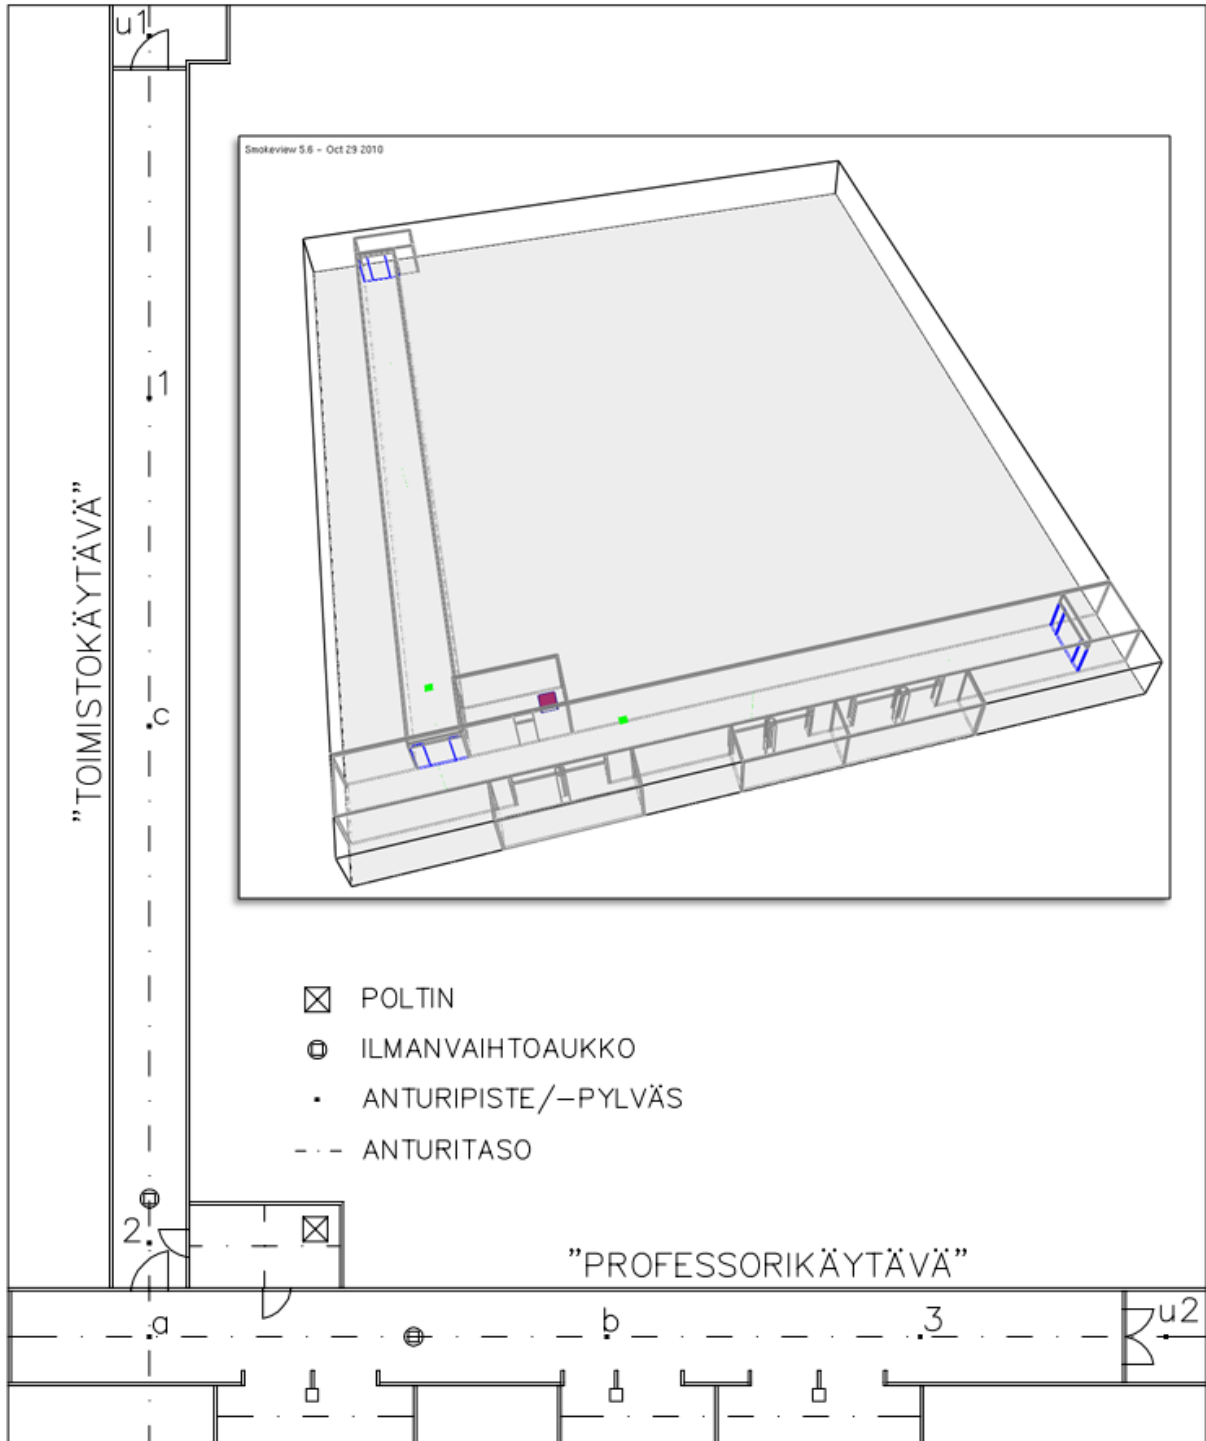 u1
Smokeview 5.6 – Oct 29 2010
1
"TOIMISTOKÄYTÄVÄ"
c
POLTIN
ILMANVAIHTOAUKKO
ANTURIPISTE/–PYLVÄS
ANTURITASO
2
"PROFESSORIKÄYTÄVÄ"
a
b
3
u2